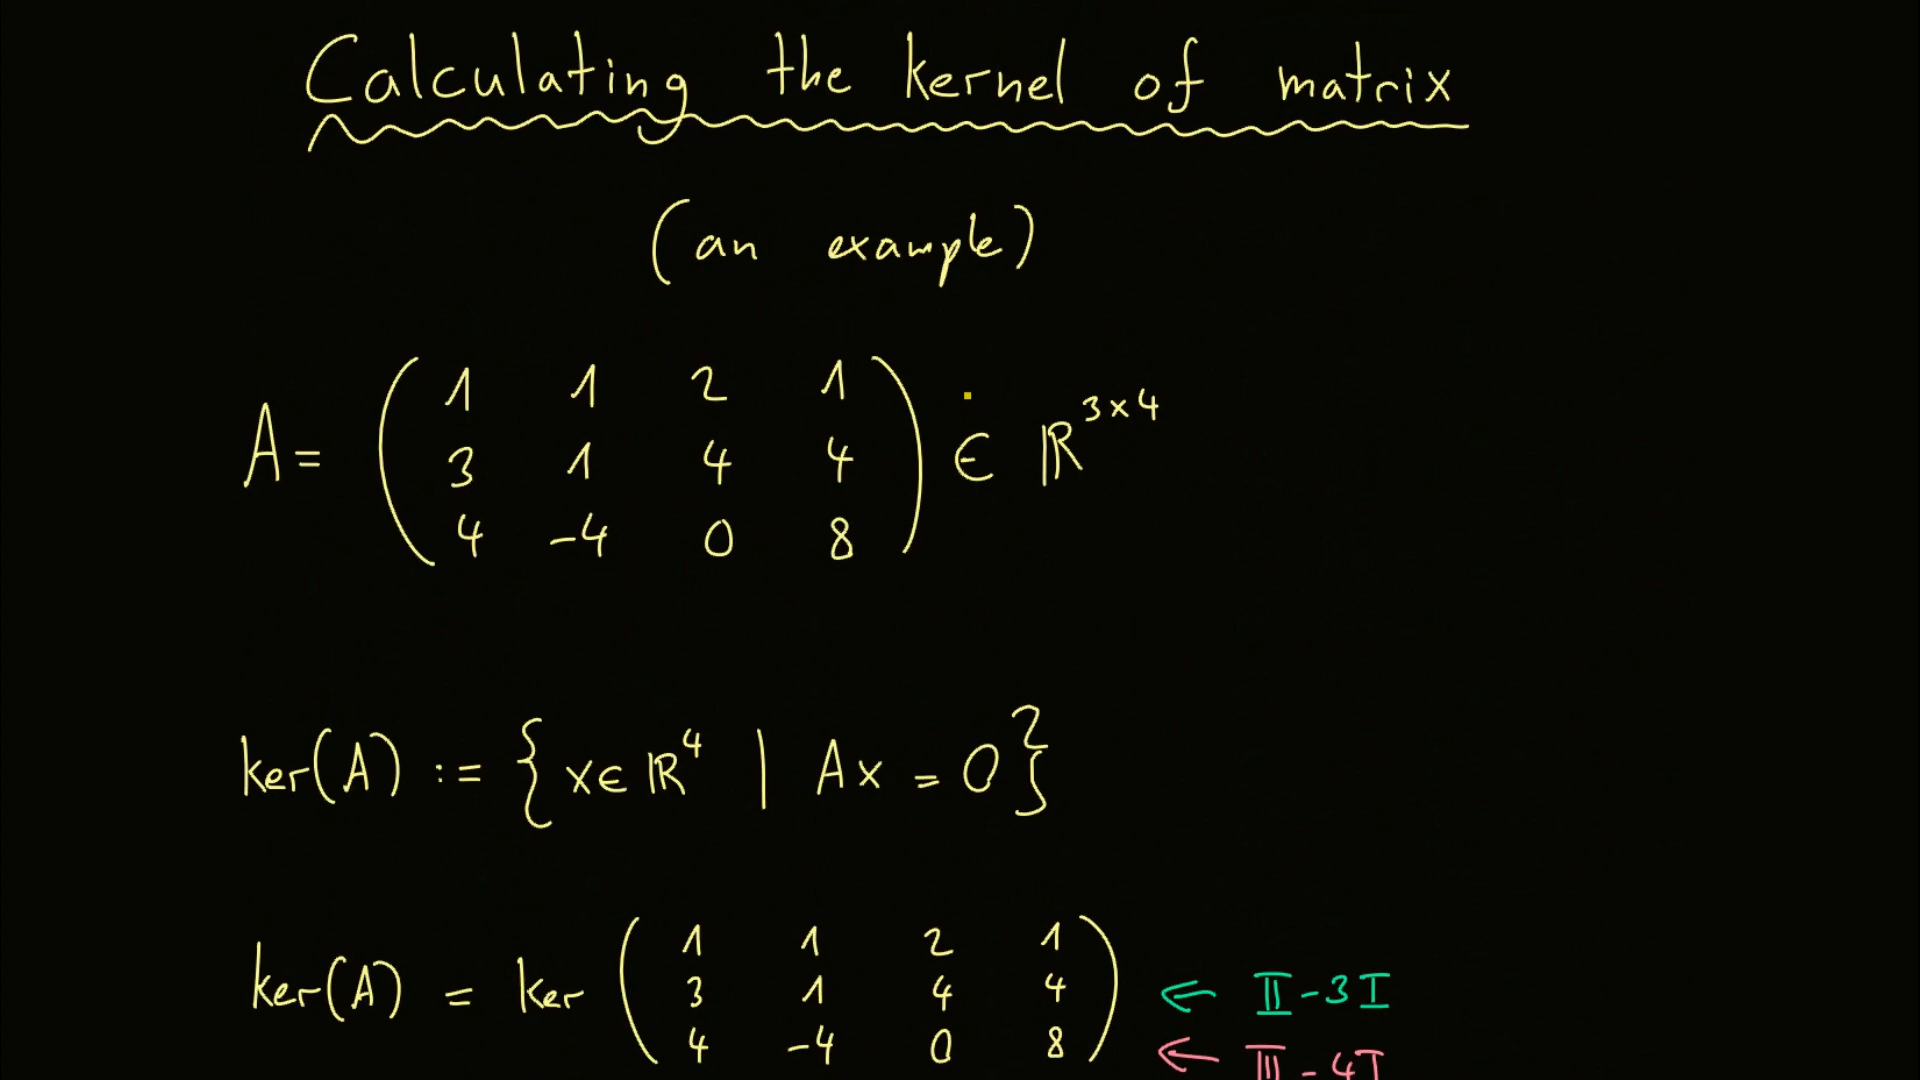 Calculating the kernel of matrix
(an example)
A = ( 1 1 2 1
3 1 4 4
4 -4 0 8 ) ∈ ℝ^{3×4}
ker(A) := { x ∈ ℝ^4 | Ax = 0 }
ker(A) = ker ( 1 1 2 1
3 1 4 4 ← II - 3I
4 -4 0 8 ) ← III - 4I